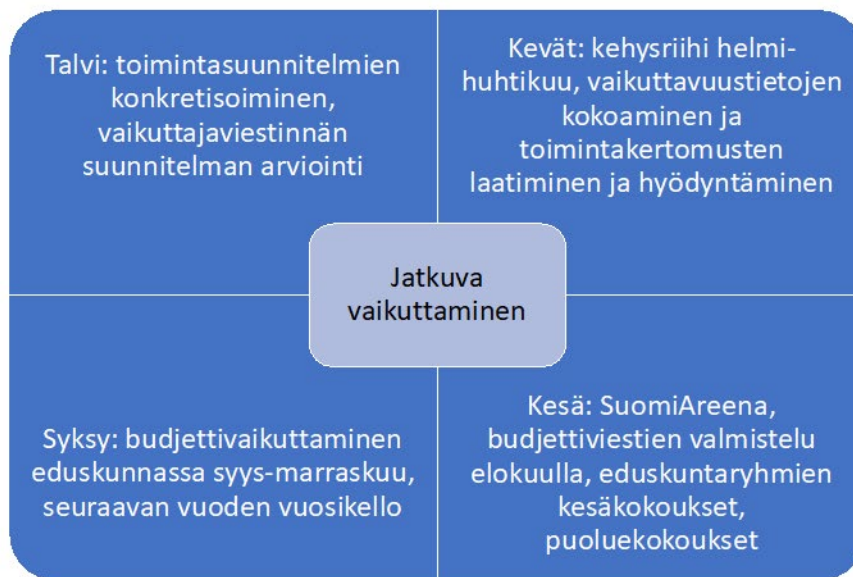 Talvi: toimintasuunnitelmien
konkretisoiminen,
vaikuttajaviestinnän
suunnitelman arviointi
Kevät: kehysriihi helmi-
huhtikuu, vaikuttavuustietojen
kokoaminen ja
toimintakertomusten
laatiminen ja hyödyntäminen
Jatkuva
vaikuttaminen
Syksy: budjettivaikuttaminen
eduskunnassa syys-marraskuu,
seuraavan vuoden vuosikello
Kesä: SuomiAreena,
budjettiviestien valmistelu
elokuulla, eduskuntaryhmien
kesäkokoukset,
puoluekokoukset